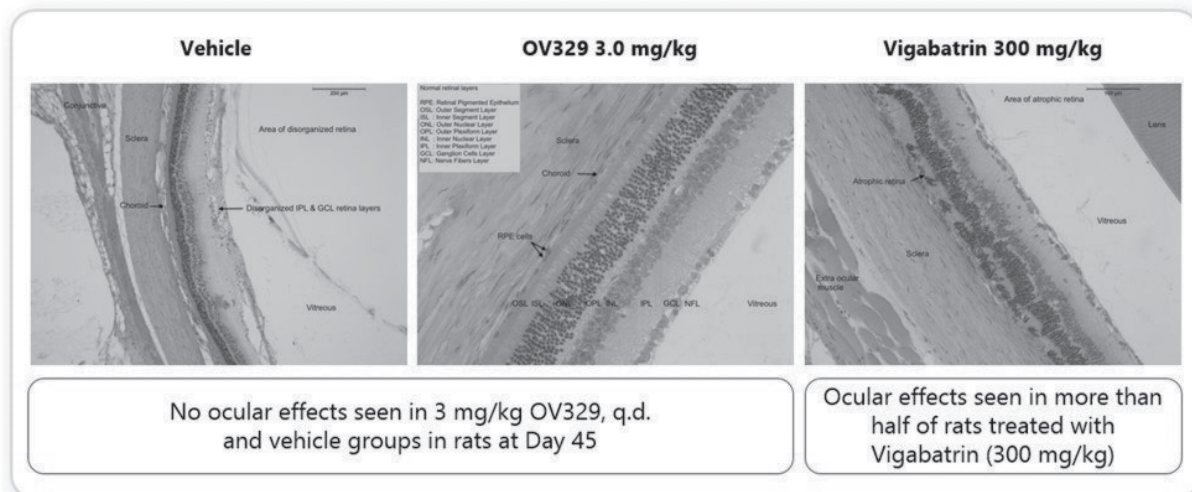 Vehicle
OV329 3.0 mg/kg
Vigabatrin 300 mg/kg
Conjunctiva
Sclera
Choroid
200 µm
Area of disorganized retina
Disorganized IPL & GCL retina layers
Vitreous
Normal retinal layers
RPE: Retinal Pigmented Epithelium
OSL: Outer Segment Layer
ISL : Inner Segment Layer
ONL: Outer Nuclear Layer
OPL: Outer Plexiform Layer
INL : Inner Nuclear Layer
IPL : Inner Plexiform Layer
GCL: Ganglion Cells Layer
NFL: Nerve Fibers Layer
Sclera
Choroid
RPE cells
OSL ISL ONL OPL INL IPL GCL NFL Vitreous
Area of atrophic retina
Lens
Atrophic retina
Vitreous
Sclera
Extra ocular
muscle
No ocular effects seen in 3 mg/kg OV329, q.d.
and vehicle groups in rats at Day 45
Ocular effects seen in more than
half of rats treated with
Vigabatrin (300 mg/kg)